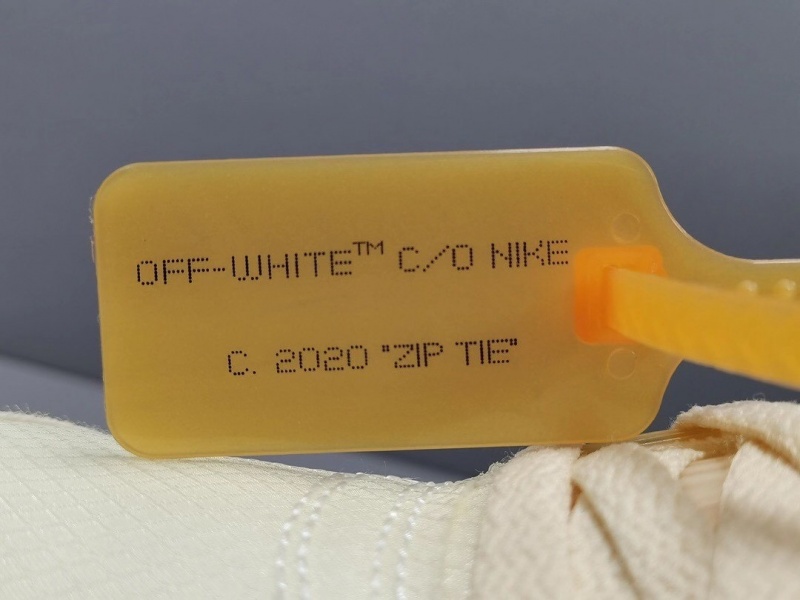 OFF-WHITE™ C/O NIKE
C. 2020 "ZIP TIE"